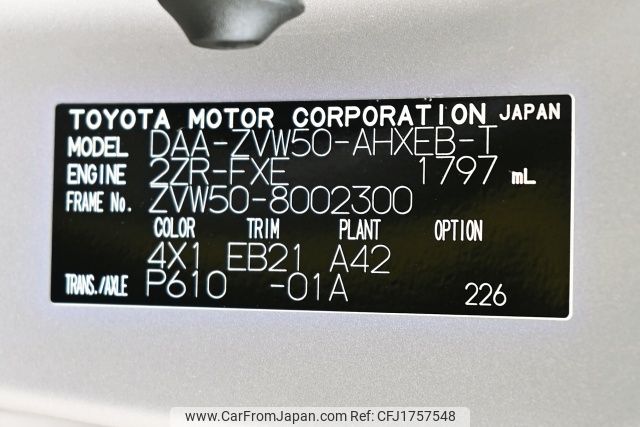 TOYOTA MOTOR CORPORATION JAPAN
MODEL DAA-ZVW50-AHXEB-T
ENGINE 2ZR-FXE 1797 mL
FRAME No. ZVW50-8002300
COLOR TRIM PLANT OPTION
4X1 EB21 A42
TRANS./AXLE P610 -01A 226
www.CarFromJapan.com REF No CFJ1757548